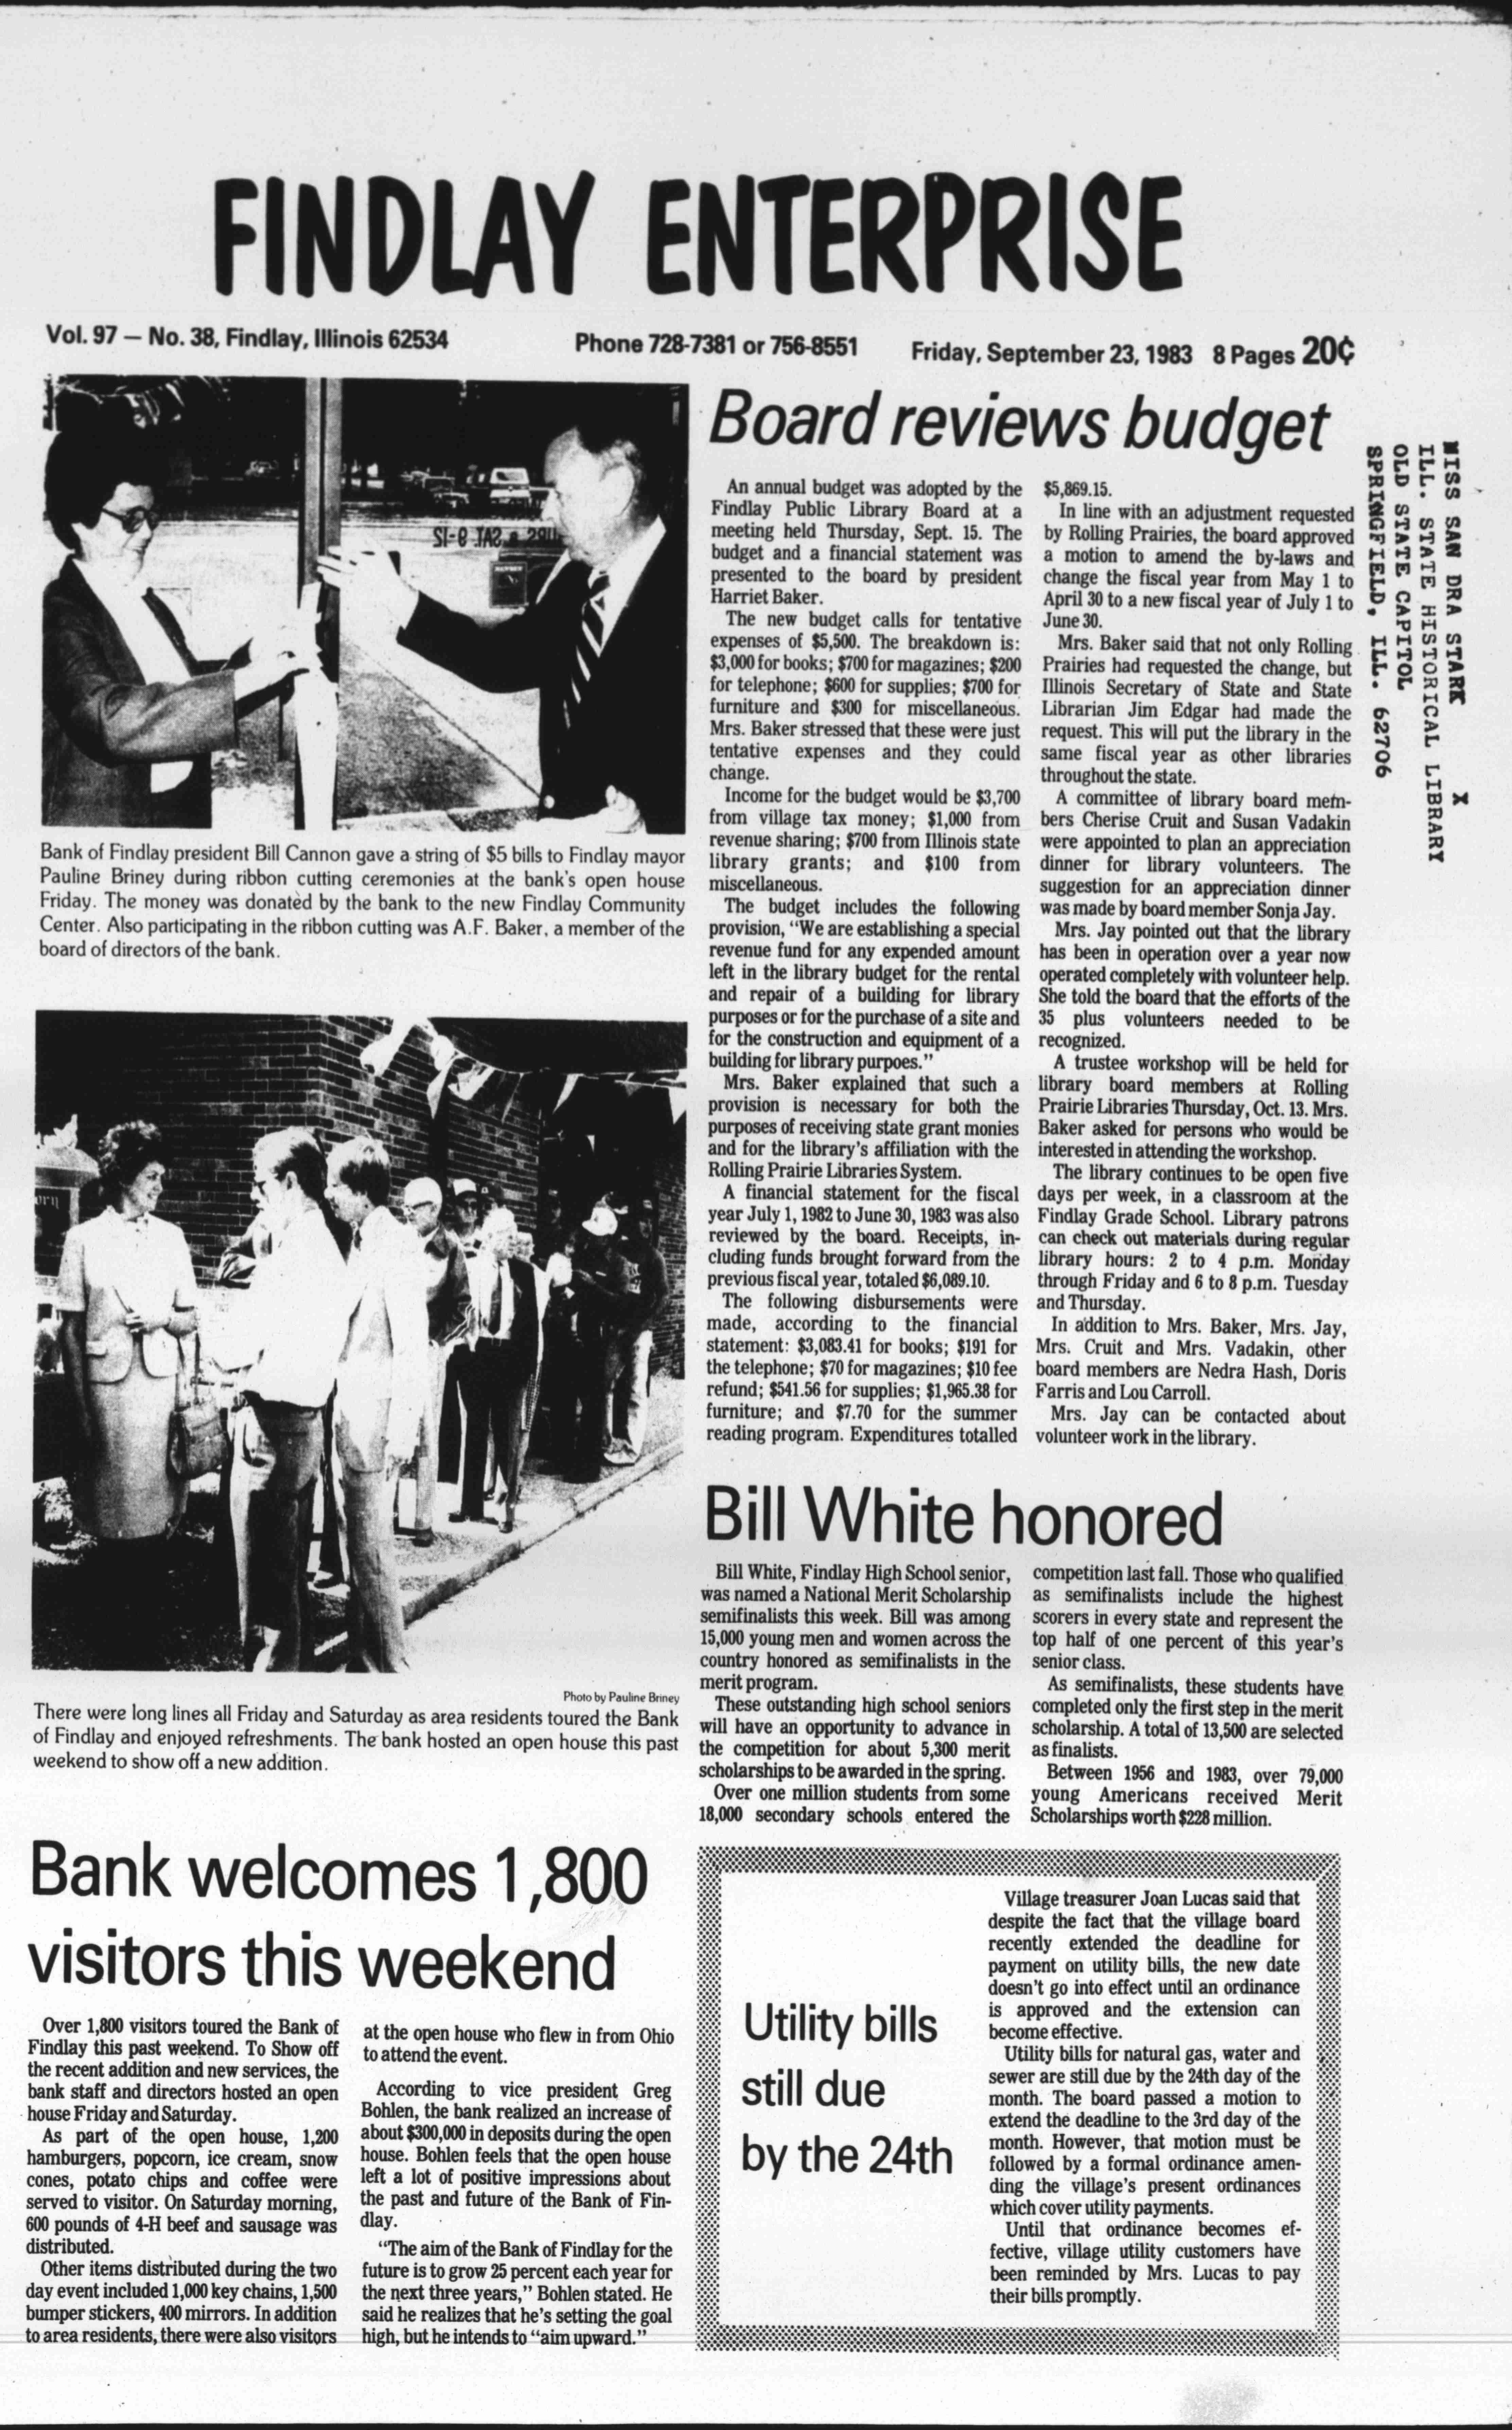 FINDLAY ENTERPRISE
Vol. 97 — No. 38, Findlay, Illinois 62534
Phone 728-7381 or 756-8551
Friday, September 23, 1983 8 Pages 20¢
MISS SAN DRA STARK X
ILL. STATE HISTORICAL LIBRARY
OLD STATE CAPITOL
SPRINGFIELD, ILL. 62706
Bank of Findlay president Bill Cannon gave a string of $5 bills to Findlay mayor
Pauline Briney during ribbon cutting ceremonies at the bank's open house
Friday. The money was donated by the bank to the new Findlay Community
Center. Also participating in the ribbon cutting was A.F. Baker, a member of the
board of directors of the bank.
Photo by Pauline Briney
There were long lines all Friday and Saturday as area residents toured the Bank
of Findlay and enjoyed refreshments. The bank hosted an open house this past
weekend to show off a new addition.
Bank welcomes 1,800
visitors this weekend
Over 1,800 visitors toured the Bank of
Findlay this past weekend. To Show off
the recent addition and new services, the
bank staff and directors hosted an open
house Friday and Saturday.
As part of the open house, 1,200
hamburgers, popcorn, ice cream, snow
cones, potato chips and coffee were
served to visitor. On Saturday morning,
600 pounds of 4-H beef and sausage was
distributed.
Other items distributed during the two
day event included 1,000 key chains, 1,500
bumper stickers, 400 mirrors. In addition
to area residents, there were also visitors
at the open house who flew in from Ohio
to attend the event.
According to vice president Greg
Bohlen, the bank realized an increase of
about $300,000 in deposits during the open
house. Bohlen feels that the open house
left a lot of positive impressions about
the past and future of the Bank of Fin-
dlay.
"The aim of the Bank of Findlay for the
future is to grow 25 percent each year for
the next three years," Bohlen stated. He
said he realizes that he's setting the goal
high, but he intends to "aim upward."
Board reviews budget
An annual budget was adopted by the
Findlay Public Library Board at a
meeting held Thursday, Sept. 15. The
budget and a financial statement was
presented to the board by president
Harriet Baker.
The new budget calls for tentative
expenses of $5,500. The breakdown is:
$3,000 for books; $700 for magazines; $200
for telephone; $600 for supplies; $700 for
furniture and $300 for miscellaneous.
Mrs. Baker stressed that these were just
tentative expenses and they could
change.
Income for the budget would be $3,700
from village tax money; $1,000 from
revenue sharing; $700 from Illinois state
library grants; and $100 from
miscellaneous.
The budget includes the following
provision, "We are establishing a special
revenue fund for any expended amount
left in the library budget for the rental
and repair of a building for library
purposes or for the purchase of a site and
for the construction and equipment of a
building for library purpoes."
Mrs. Baker explained that such a
provision is necessary for both the
purposes of receiving state grant monies
and for the library's affiliation with the
Rolling Prairie Libraries System.
A financial statement for the fiscal
year July 1, 1982 to June 30, 1983 was also
reviewed by the board. Receipts, in-
cluding funds brought forward from the
previous fiscal year, totaled $6,089.10.
The following disbursements were
made, according to the financial
statement: $3,083.41 for books; $191 for
the telephone; $70 for magazines; $10 fee
refund; $541.56 for supplies; $1,965.38 for
furniture; and $7.70 for the summer
reading program. Expenditures totalled
$5,869.15.
In line with an adjustment requested
by Rolling Prairies, the board approved
a motion to amend the by-laws and
change the fiscal year from May 1 to
April 30 to a new fiscal year of July 1 to
June 30.
Mrs. Baker said that not only Rolling
Prairies had requested the change, but
Illinois Secretary of State and State
Librarian Jim Edgar had made the
request. This will put the library in the
same fiscal year as other libraries
throughout the state.
A committee of library board mem-
bers Cherise Cruit and Susan Vadakin
were appointed to plan an appreciation
dinner for library volunteers. The
suggestion for an appreciation dinner
was made by board member Sonja Jay.
Mrs. Jay pointed out that the library
has been in operation over a year now
operated completely with volunteer help.
She told the board that the efforts of the
35 plus volunteers needed to be
recognized.
A trustee workshop will be held for
library board members at Rolling
Prairie Libraries Thursday, Oct. 13. Mrs.
Baker asked for persons who would be
interested in attending the workshop.
The library continues to be open five
days per week, in a classroom at the
Findlay Grade School. Library patrons
can check out materials during regular
library hours: 2 to 4 p.m. Monday
through Friday and 6 to 8 p.m. Tuesday
and Thursday.
In addition to Mrs. Baker, Mrs. Jay,
Mrs. Cruit and Mrs. Vadakin, other
board members are Nedra Hash, Doris
Farris and Lou Carroll.
Mrs. Jay can be contacted about
volunteer work in the library.
Bill White honored
Bill White, Findlay High School senior,
was named a National Merit Scholarship
semifinalists this week. Bill was among
15,000 young men and women across the
country honored as semifinalists in the
merit program.
These outstanding high school seniors
will have an opportunity to advance in
the competition for about 5,300 merit
scholarships to be awarded in the spring.
Over one million students from some
18,000 secondary schools entered the
competition last fall. Those who qualified
as semifinalists include the highest
scorers in every state and represent the
top half of one percent of this year's
senior class.
As semifinalists, these students have
completed only the first step in the merit
scholarship. A total of 13,500 are selected
as finalists.
Between 1956 and 1983, over 79,000
young Americans received Merit
Scholarships worth $228 million.
Utility bills
still due
by the 24th
Village treasurer Joan Lucas said that
despite the fact that the village board
recently extended the deadline for
payment on utility bills, the new date
doesn't go into effect until an ordinance
is approved and the extension can
become effective.
Utility bills for natural gas, water and
sewer are still due by the 24th day of the
month. The board passed a motion to
extend the deadline to the 3rd day of the
month. However, that motion must be
followed by a formal ordinance amen-
ding the village's present ordinances
which cover utility payments.
Until that ordinance becomes ef-
fective, village utility customers have
been reminded by Mrs. Lucas to pay
their bills promptly.